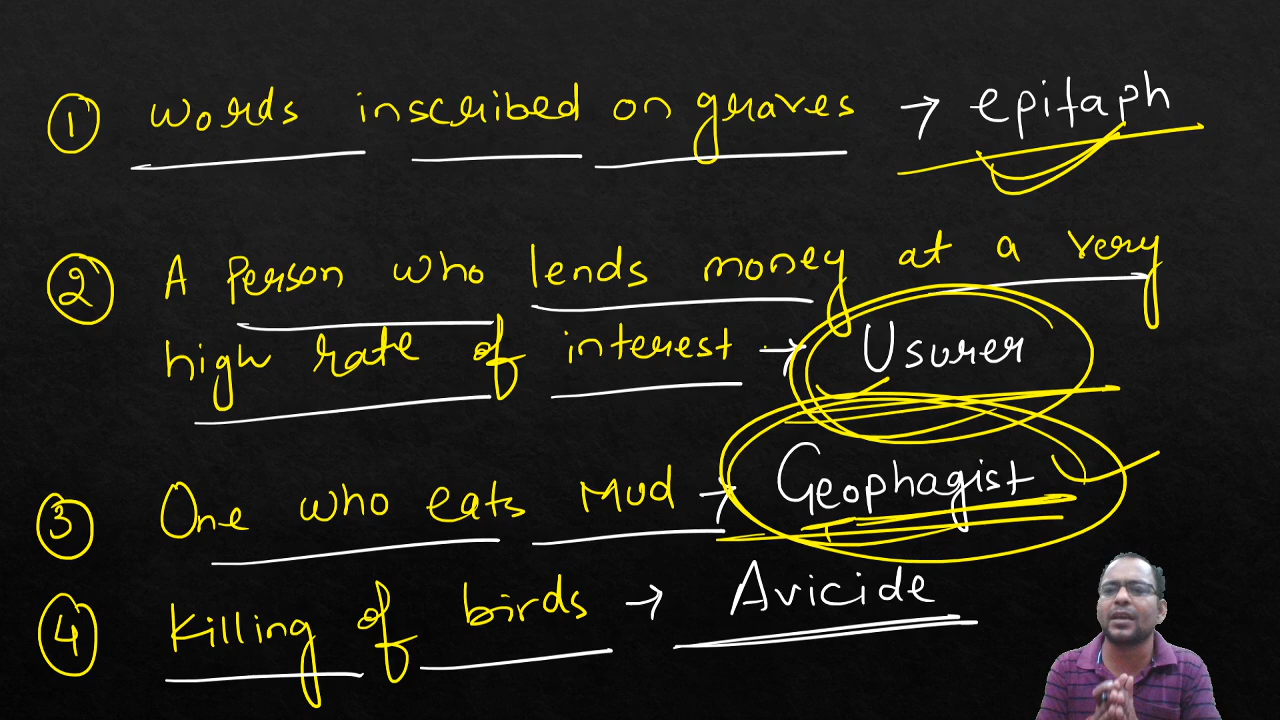 ① words inscribed on graves → epitaph
② A Person who lends money at a very
high rate of interest → Usurer
③ One who eats Mud → Geophagist
④ Killing of birds → Avicide